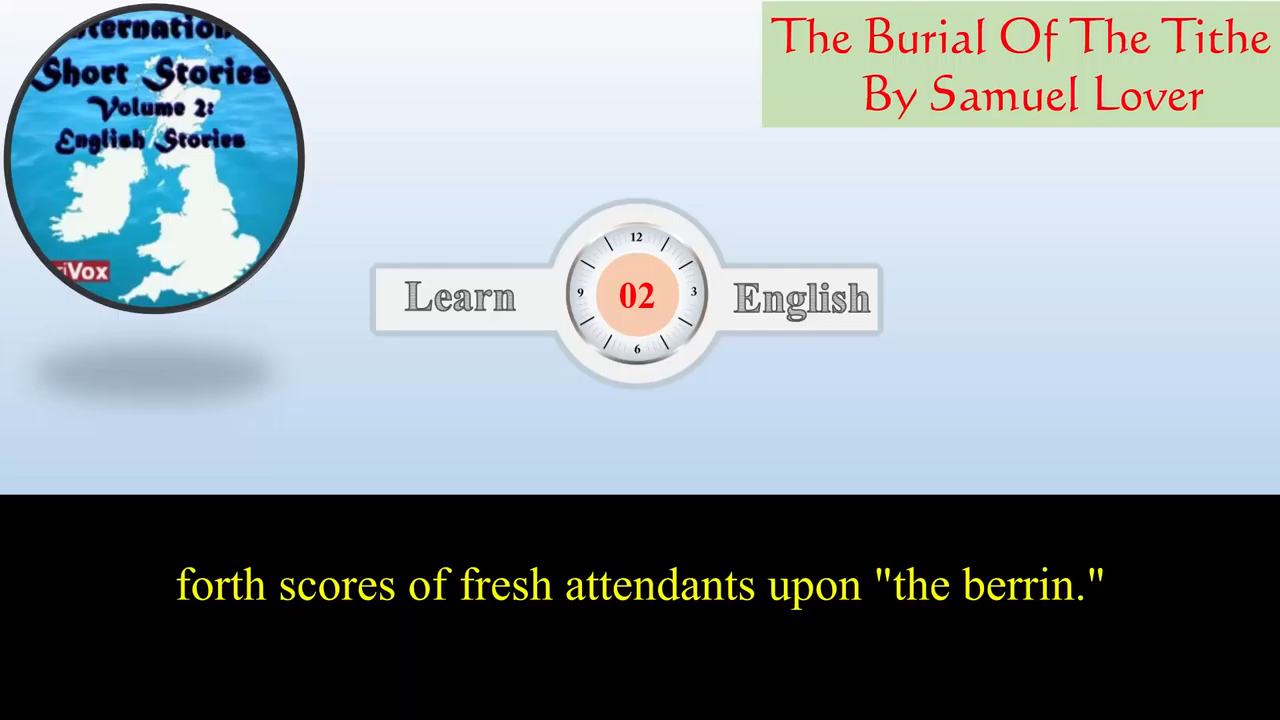 Short Stories
Volume 2:
English Stories
Vox
The Burial Of The Tithe
By Samuel Lover
Learn
12
9
02
3
6
English
forth scores of fresh attendants upon "the berrin."